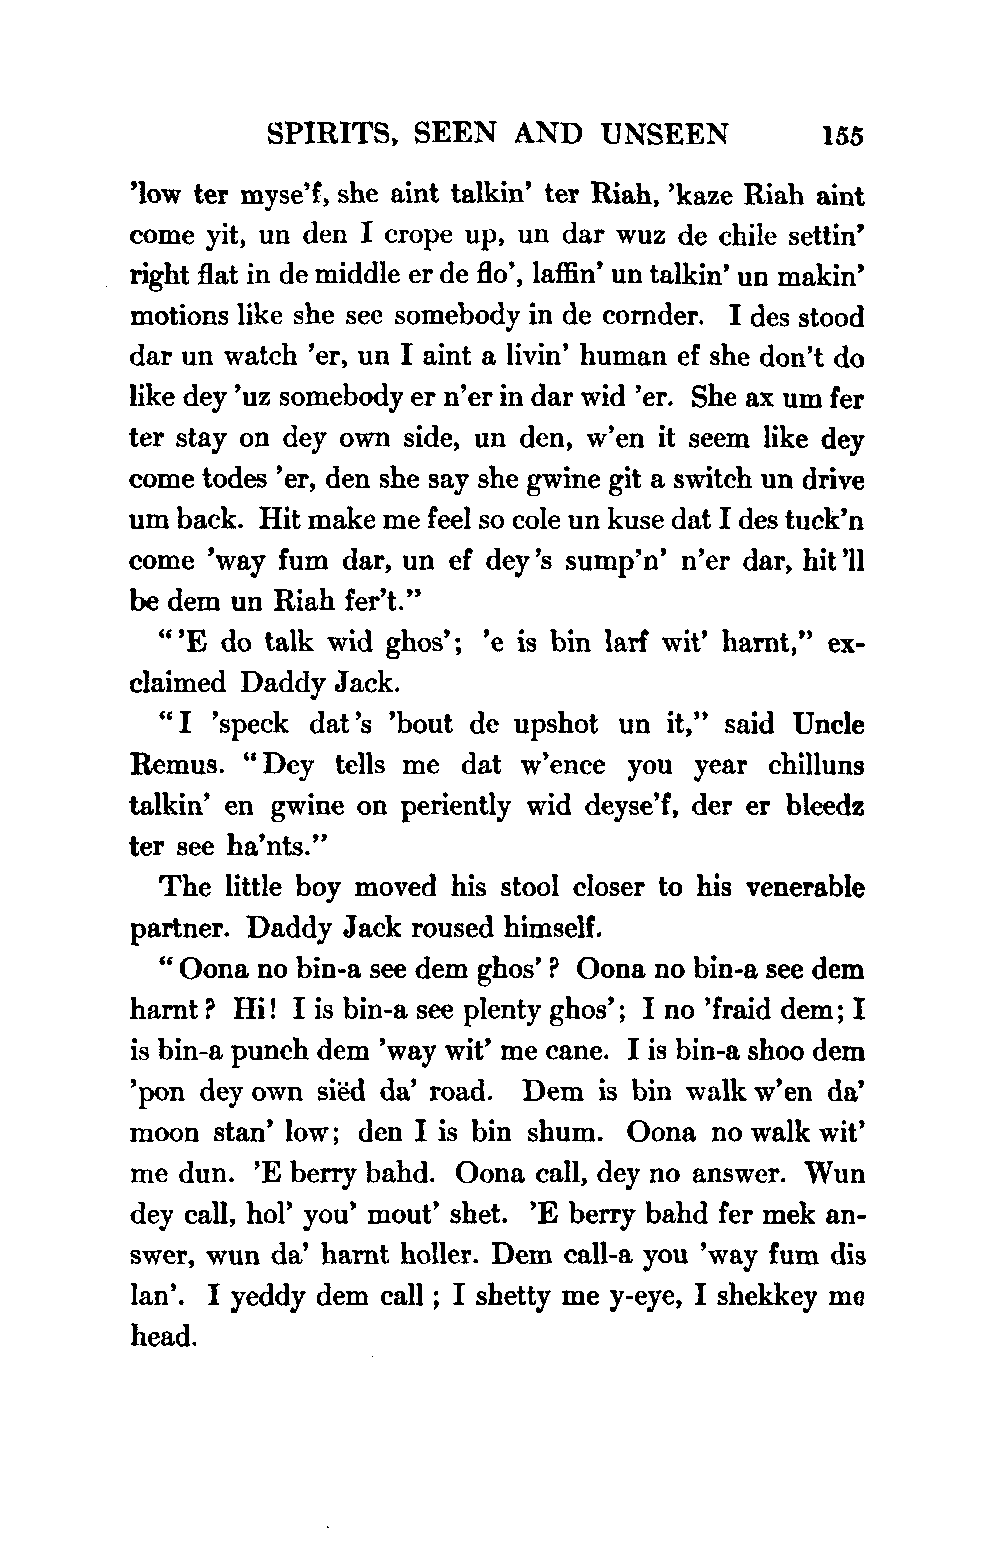 SPIRITS, SEEN AND UNSEEN 155
’low ter myse’f, she aint talkin’ ter Riah, ’kaze Riah aint
come yit, un den I crope up, un dar wuz de chile settin’
right flat in de middle er de flo’, laffin’ un talkin’ un makin’
motions like she see somebody in de cornder. I des stood
dar un watch ’er, un I aint a livin’ human ef she don’t do
like dey ’uz somebody er n’er in dar wid ’er. She ax um fer
ter stay on dey own side, un den, w’en it seem like dey
come todes ’er, den she say she gwine git a switch un drive
um back. Hit make me feel so cole un kuse dat I des tuck’n
come ’way fum dar, un ef dey’s sump’n’ n’er dar, hit’ll
be dem un Riah fer’t.”
“’E do talk wid ghos’; ’e is bin larf wit’ harnt,” ex-
claimed Daddy Jack.
“I ’speck dat’s ’bout de upshot un it,” said Uncle
Remus. “Dey tells me dat w’ence you year chilluns
talkin’ en gwine on periently wid deyse’f, der er bleedz
ter see ha’nts.”
The little boy moved his stool closer to his venerable
partner. Daddy Jack roused himself.
“Oona no bin-a see dem ghos’? Oona no bin-a see dem
harnt? Hi! I is bin-a see plenty ghos’; I no ’fraid dem; I
is bin-a punch dem ’way wit’ me cane. I is bin-a shoo dem
’pon dey own siëd da’ road. Dem is bin walk w’en da’
moon stan’ low; den I is bin shum. Oona no walk wit’
me dun. ’E berry bahd. Oona call, dey no answer. Wun
dey call, hol’ you’ mout’ shet. ’E berry bahd fer mek an-
swer, wun da’ harnt holler. Dem call-a you ’way fum dis
lan’. I yeddy dem call; I shetty me y-eye, I shekkey me
head.